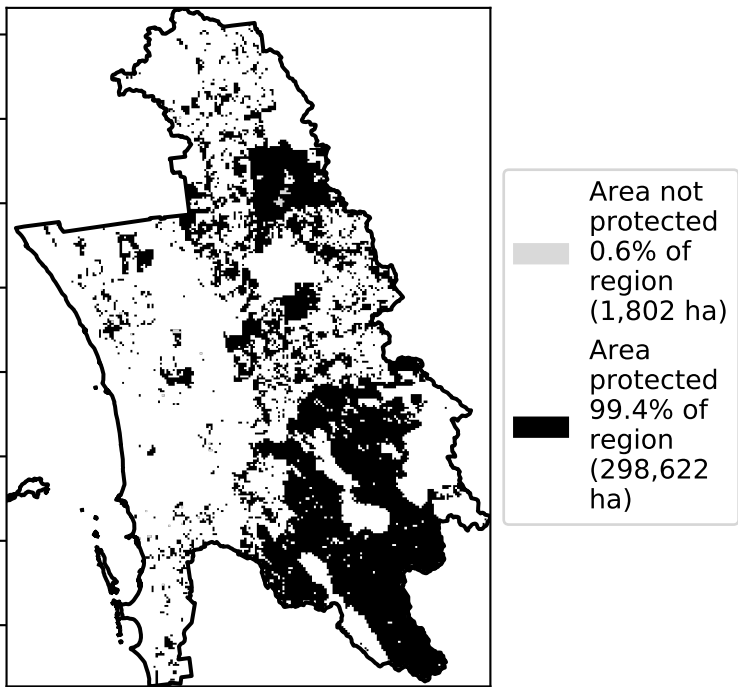 Area not
protected
0.6% of
region
(1,802 ha)
Area
protected
99.4% of
region
(298,622
ha)